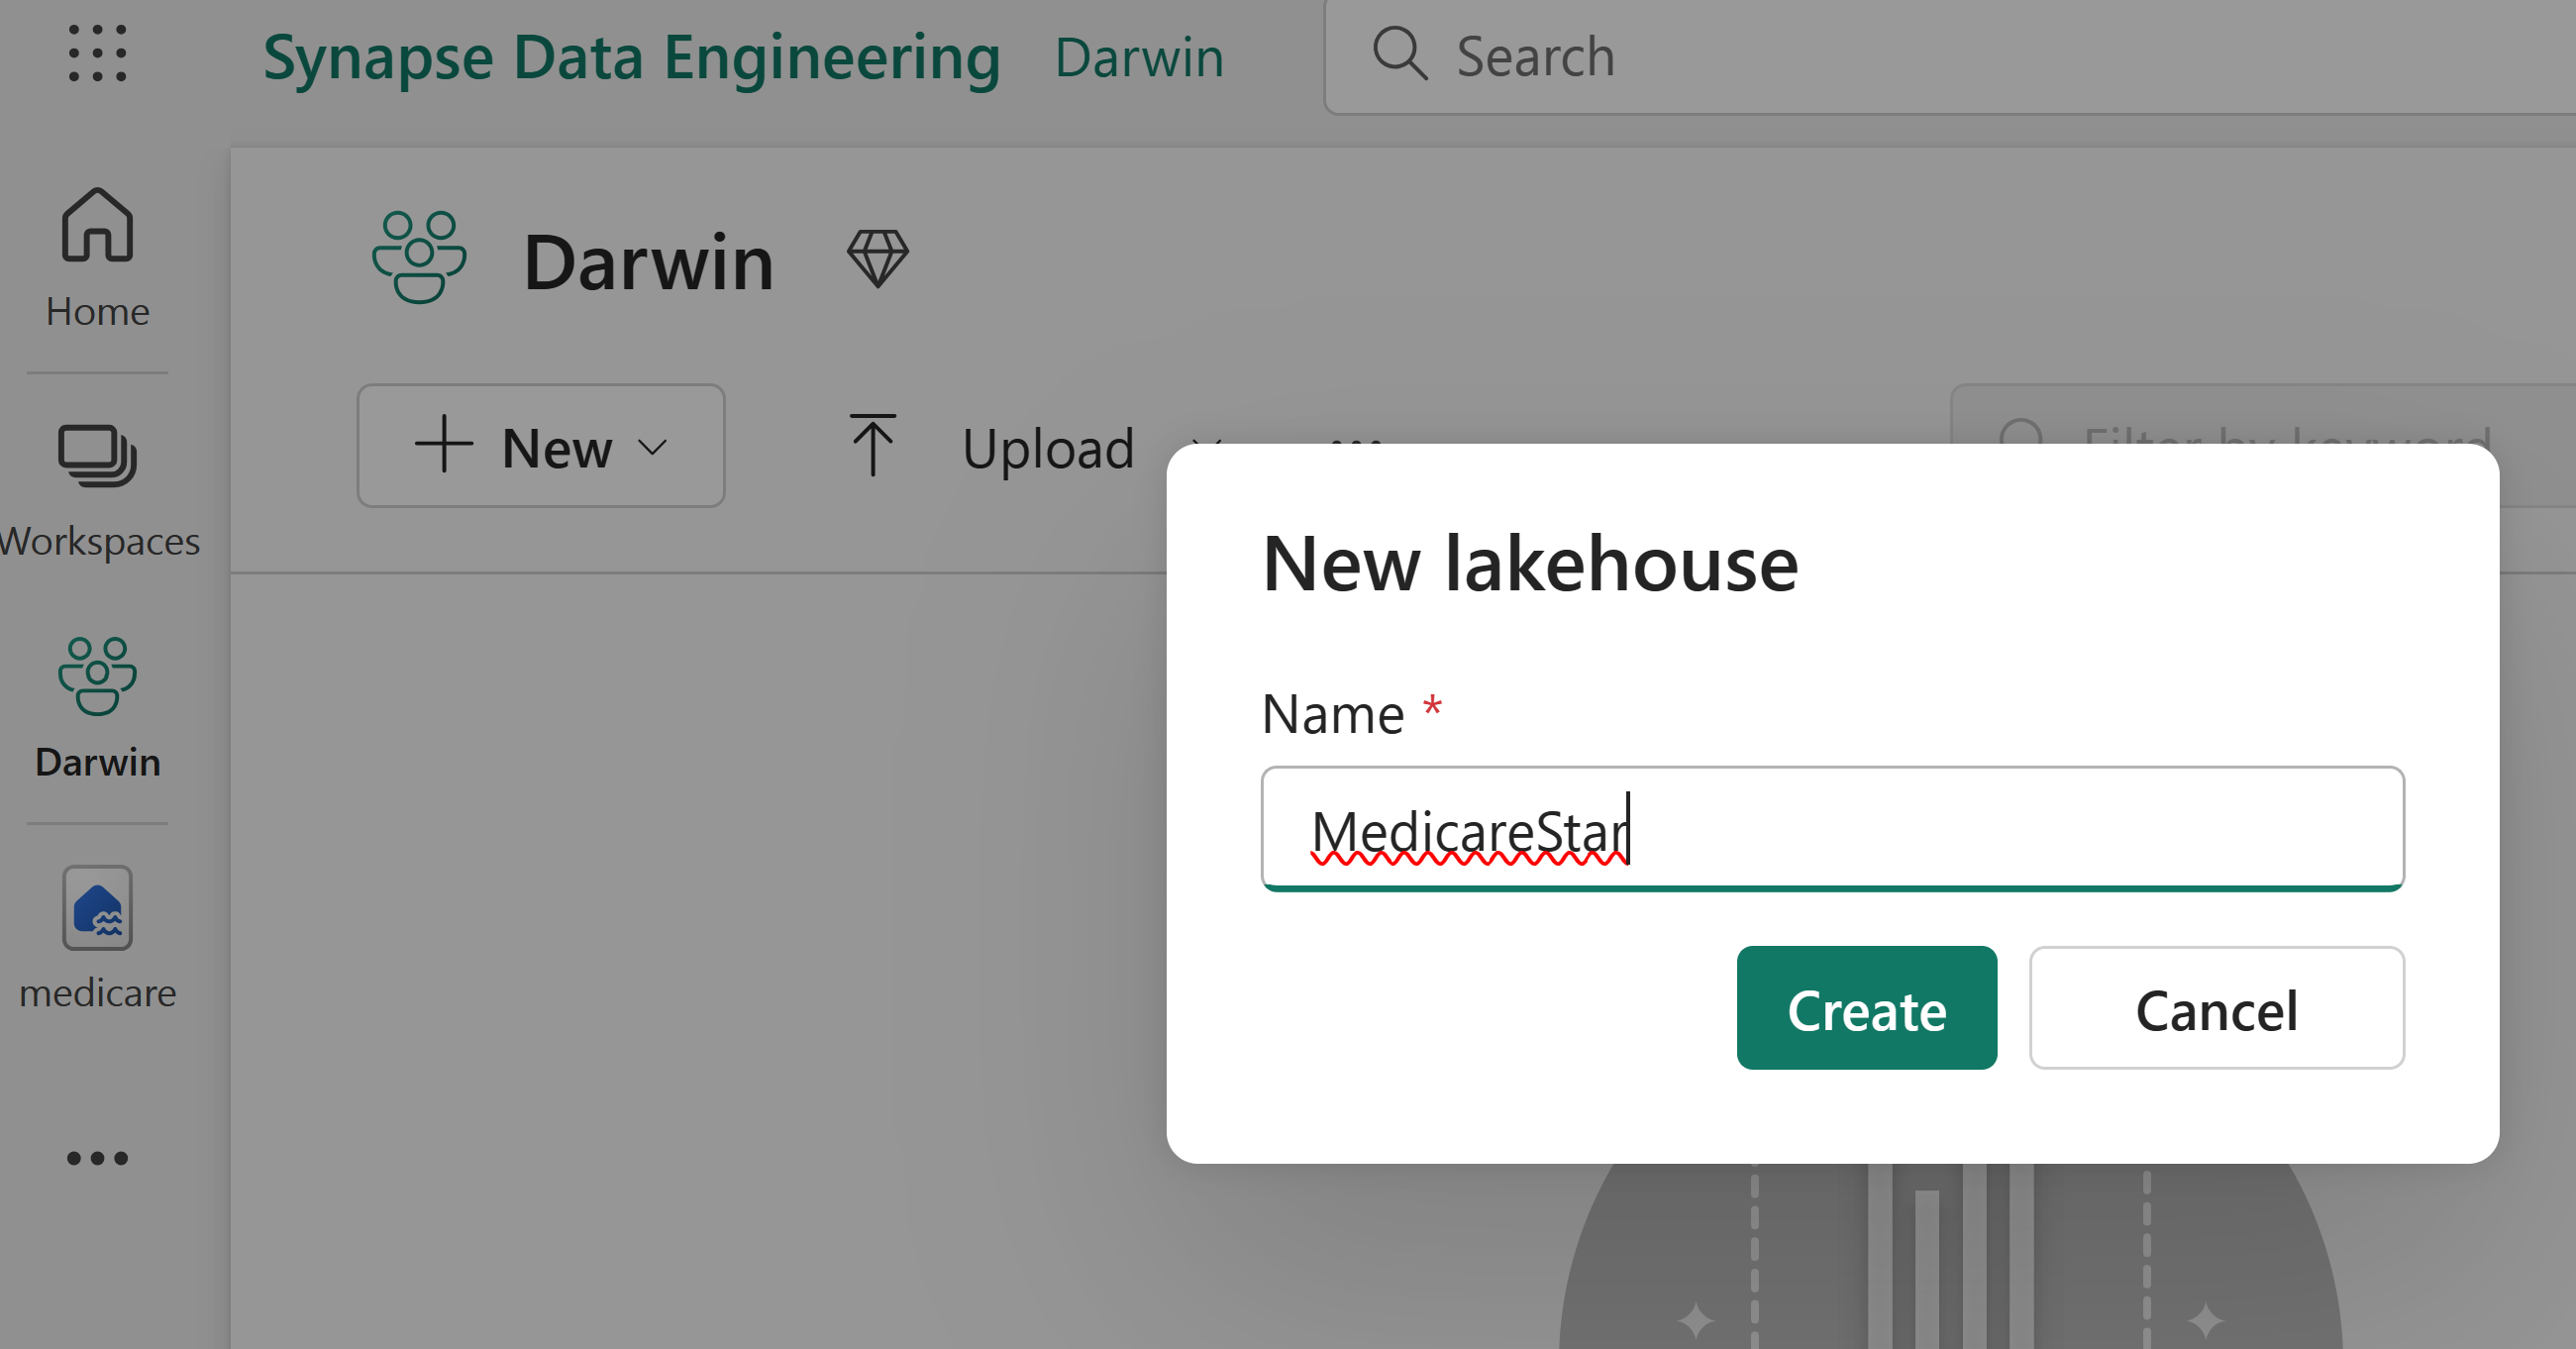 Synapse Data Engineering Darwin Search
Home
Workspaces
Darwin
medicare
Darwin
New Upload
Filter by keyword
New lakehouse
Name *
MedicareStar
Create Cancel